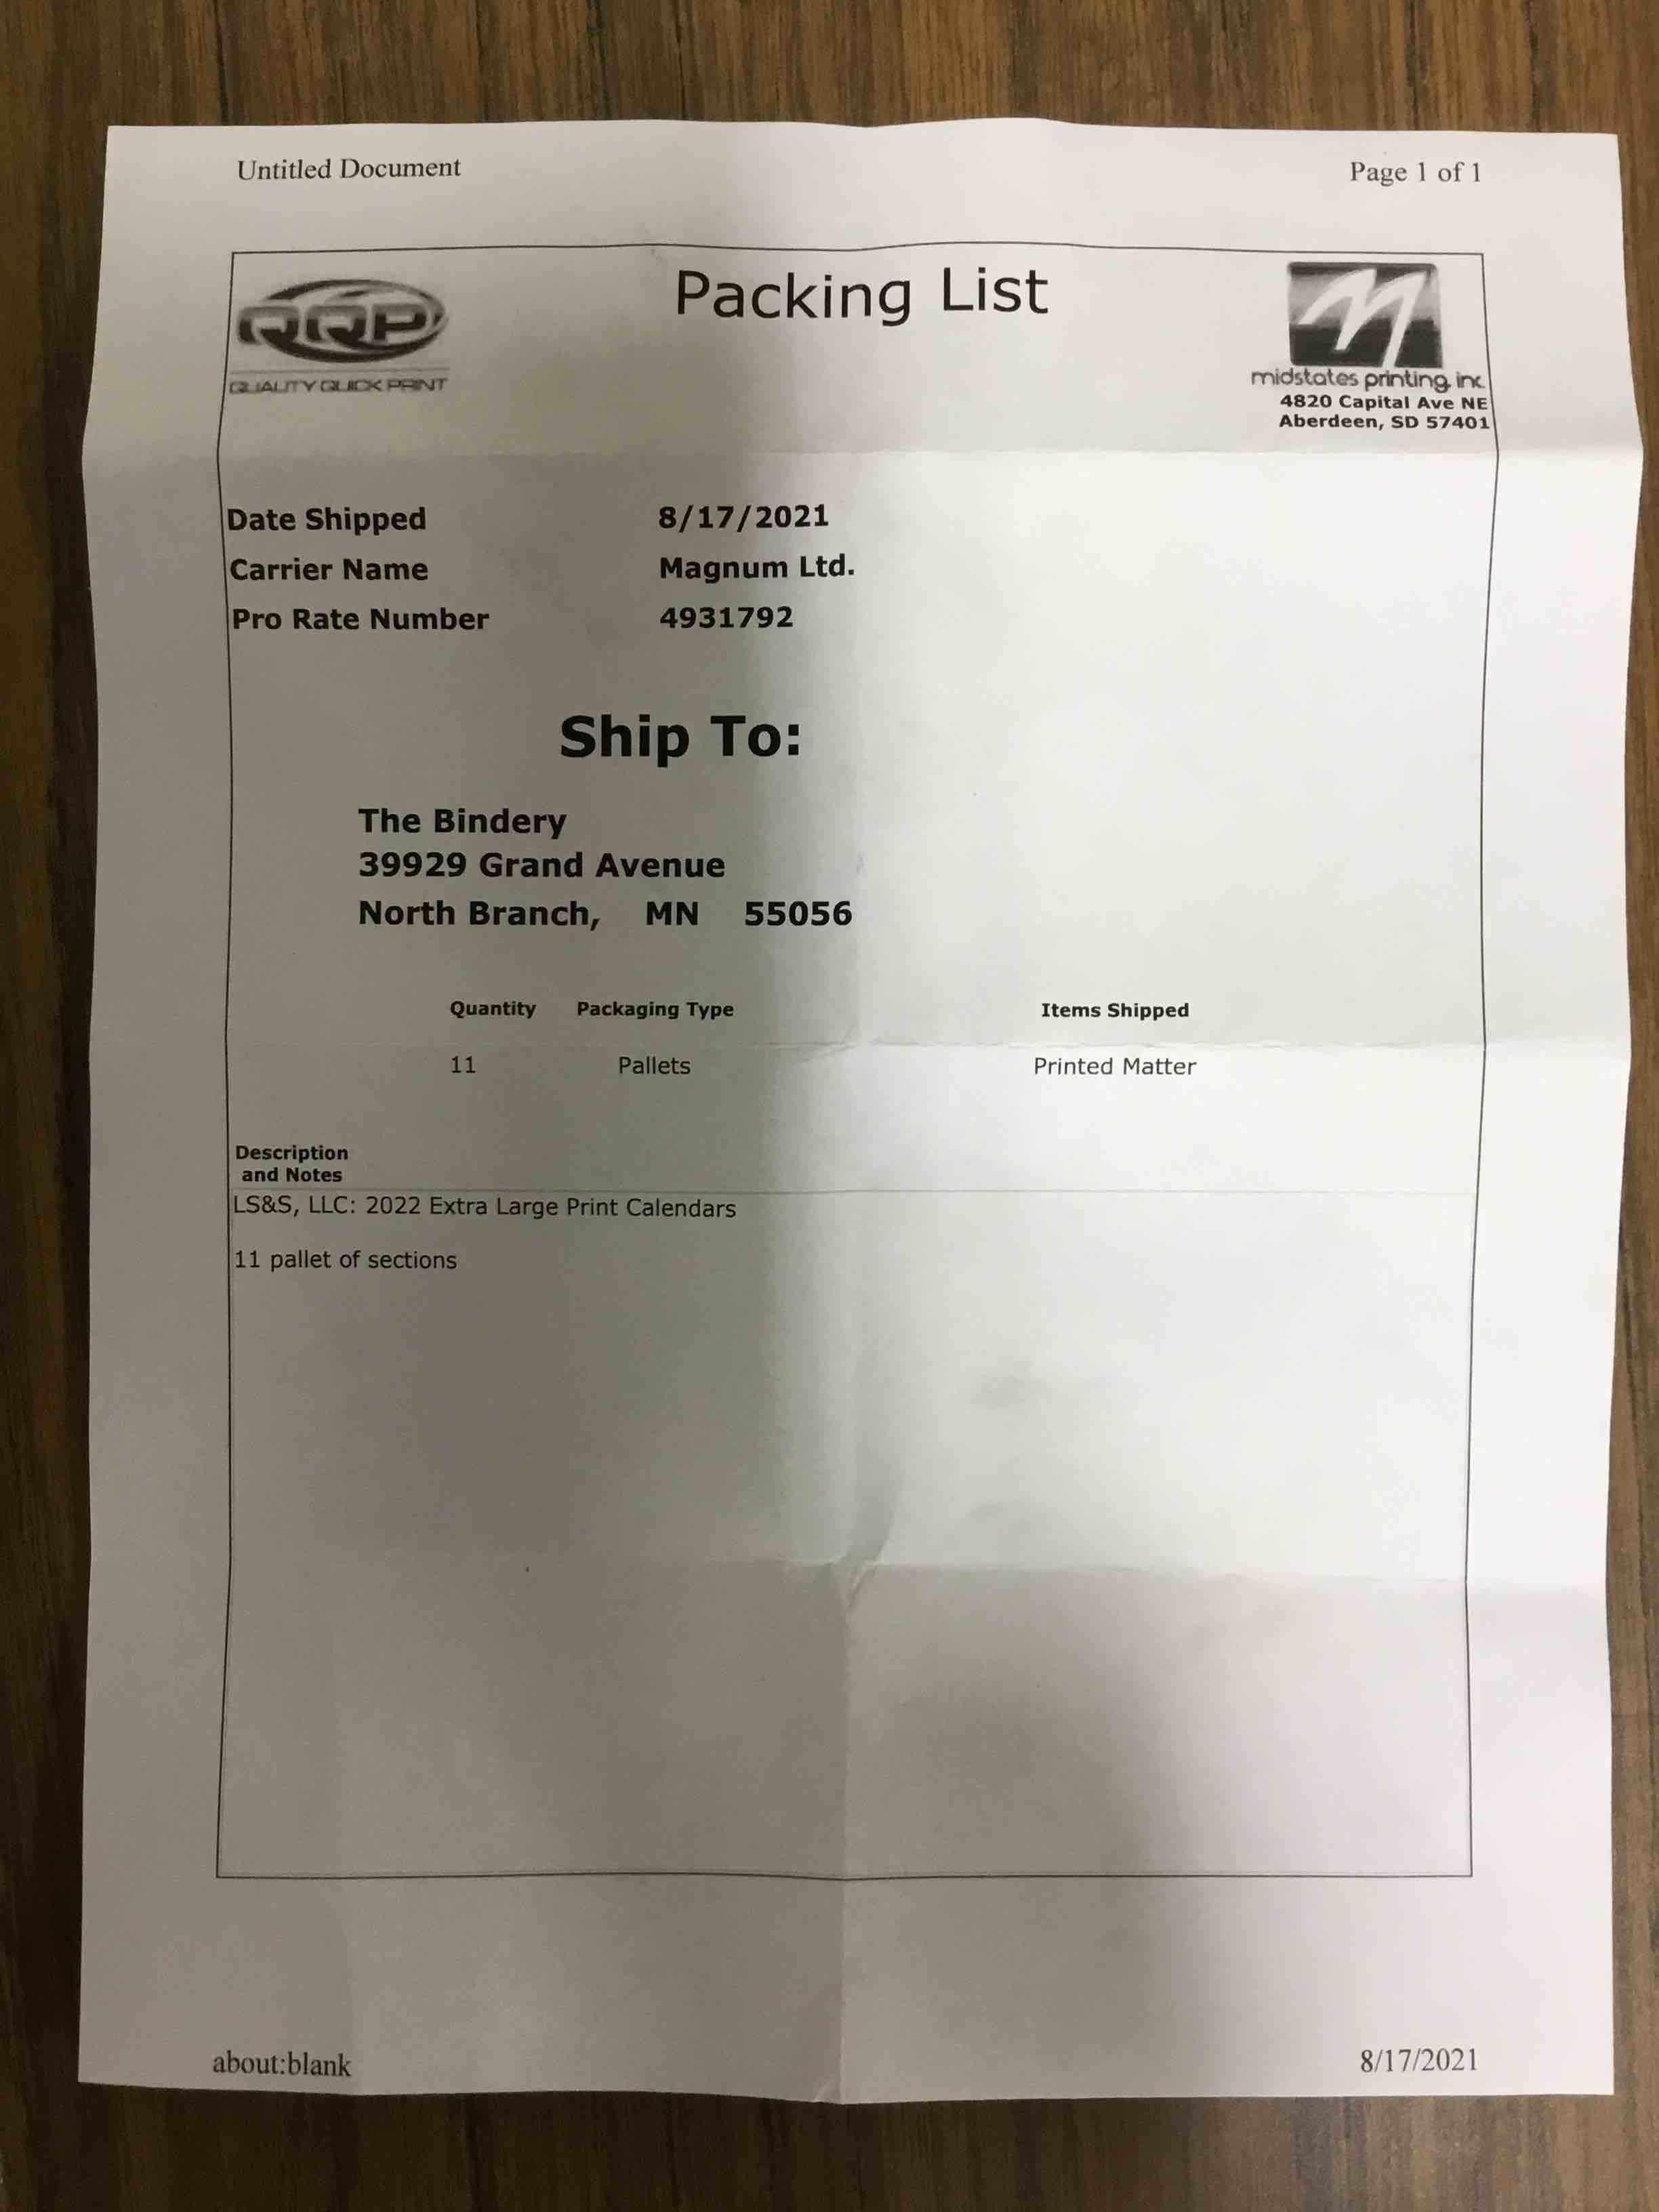 Untitled Document
Page 1 of 1
QQP
QUALITY QUICK PRINT
Packing List
midstates printing, inc.
4820 Capital Ave NE
Aberdeen, SD 57401
Date Shipped 8/17/2021
Carrier Name Magnum Ltd.
Pro Rate Number 4931792
Ship To:
The Bindery
39929 Grand Avenue
North Branch, MN 55056
Quantity Packaging Type Items Shipped
11 Pallets Printed Matter
Description
and Notes
LS&S, LLC: 2022 Extra Large Print Calendars
11 pallet of sections
about:blank
8/17/2021